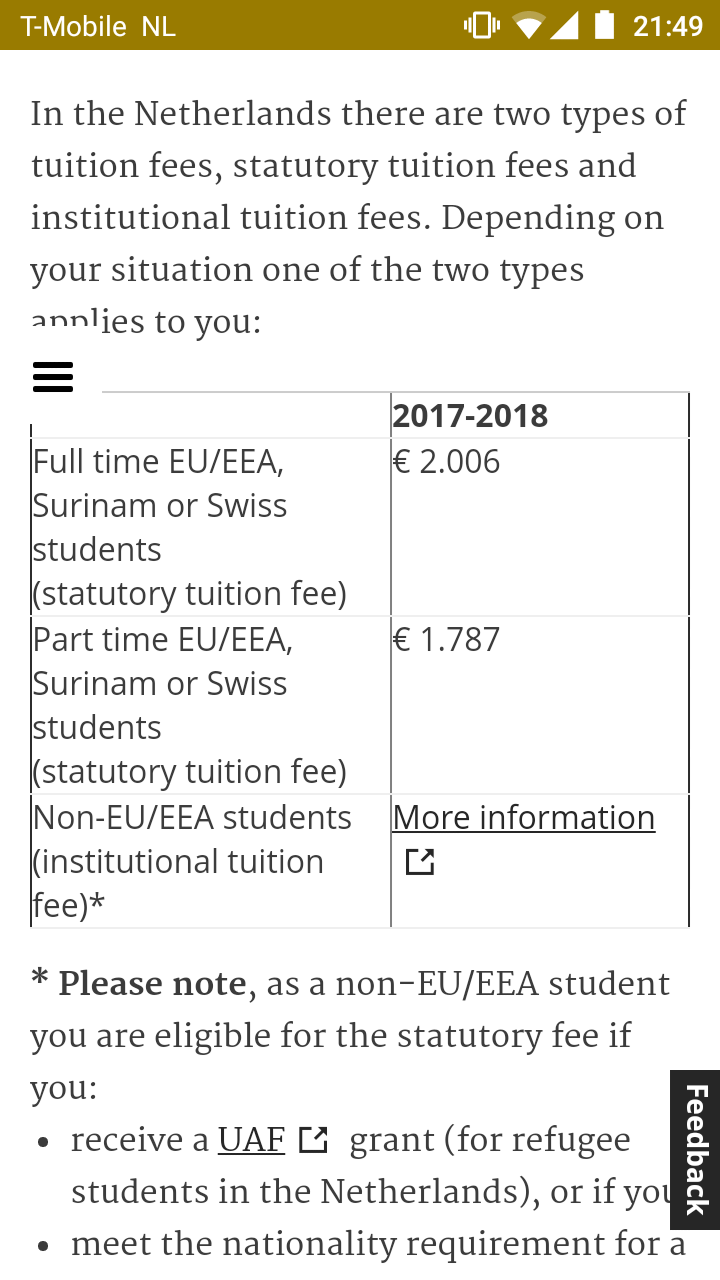 T-Mobile NL 21:49
In the Netherlands there are two types of
tuition fees, statutory tuition fees and
institutional tuition fees. Depending on
your situation one of the two types
applies to you:
2017-2018
Full time EU/EEA, € 2.006
Surinam or Swiss
students
(statutory tuition fee)
Part time EU/EEA, € 1.787
Surinam or Swiss
students
(statutory tuition fee)
Non-EU/EEA students More information
(institutional tuition
fee)*
* Please note, as a non-EU/EEA student
you are eligible for the statutory fee if
you:
• receive a UAF grant (for refugee
students in the Netherlands), or if you
• meet the nationality requirement for a
Feedback